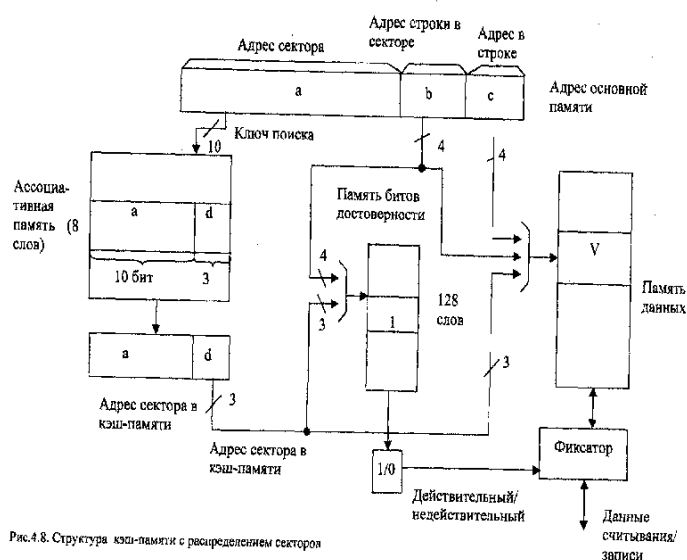 Адрес сектора
Адрес строки в
секторе
Адрес в
строке
a
b
c
Адрес основной
памяти
Ключ поиска
10
4
4
Ассоциа-
тивная
память (8
слов)
a
d
10 бит
3
Память битов
достоверности
4
3
1
128
слов
V
Память
данных
a
d
3
3
Адрес сектора в
кэш-памяти
Адрес сектора в
кэш-памяти
1/0
Фиксатор
Действительный/
недействительный
Данные
считывания/
записи
Рис.4.8. Структура кэш-памяти с распределением секторов